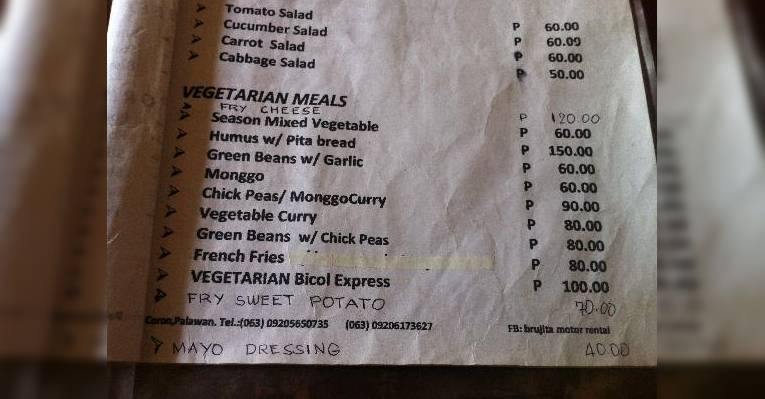 Tomato Salad P 60.00
Cucumber Salad P 60.00
Carrot Salad P 60.00
Cabbage Salad P 50.00
VEGETARIAN MEALS
FRY CHEESE P 120.00
Season Mixed Vegetable P 60.00
Humus w/ Pita bread P 150.00
Green Beans w/ Garlic P 60.00
Monggo P 60.00
Chick Peas/ MonggoCurry P 90.00
Vegetable Curry P 80.00
Green Beans w/ Chick Peas P 80.00
French Fries P 80.00
VEGETARIAN Bicol Express P 100.00
FRY SWEET POTATO 70.00
Coron,Palawan. Tel.:(063) 09205650735 (063) 09206173627 FB: brujita motor rental
MAYO DRESSING 40.00